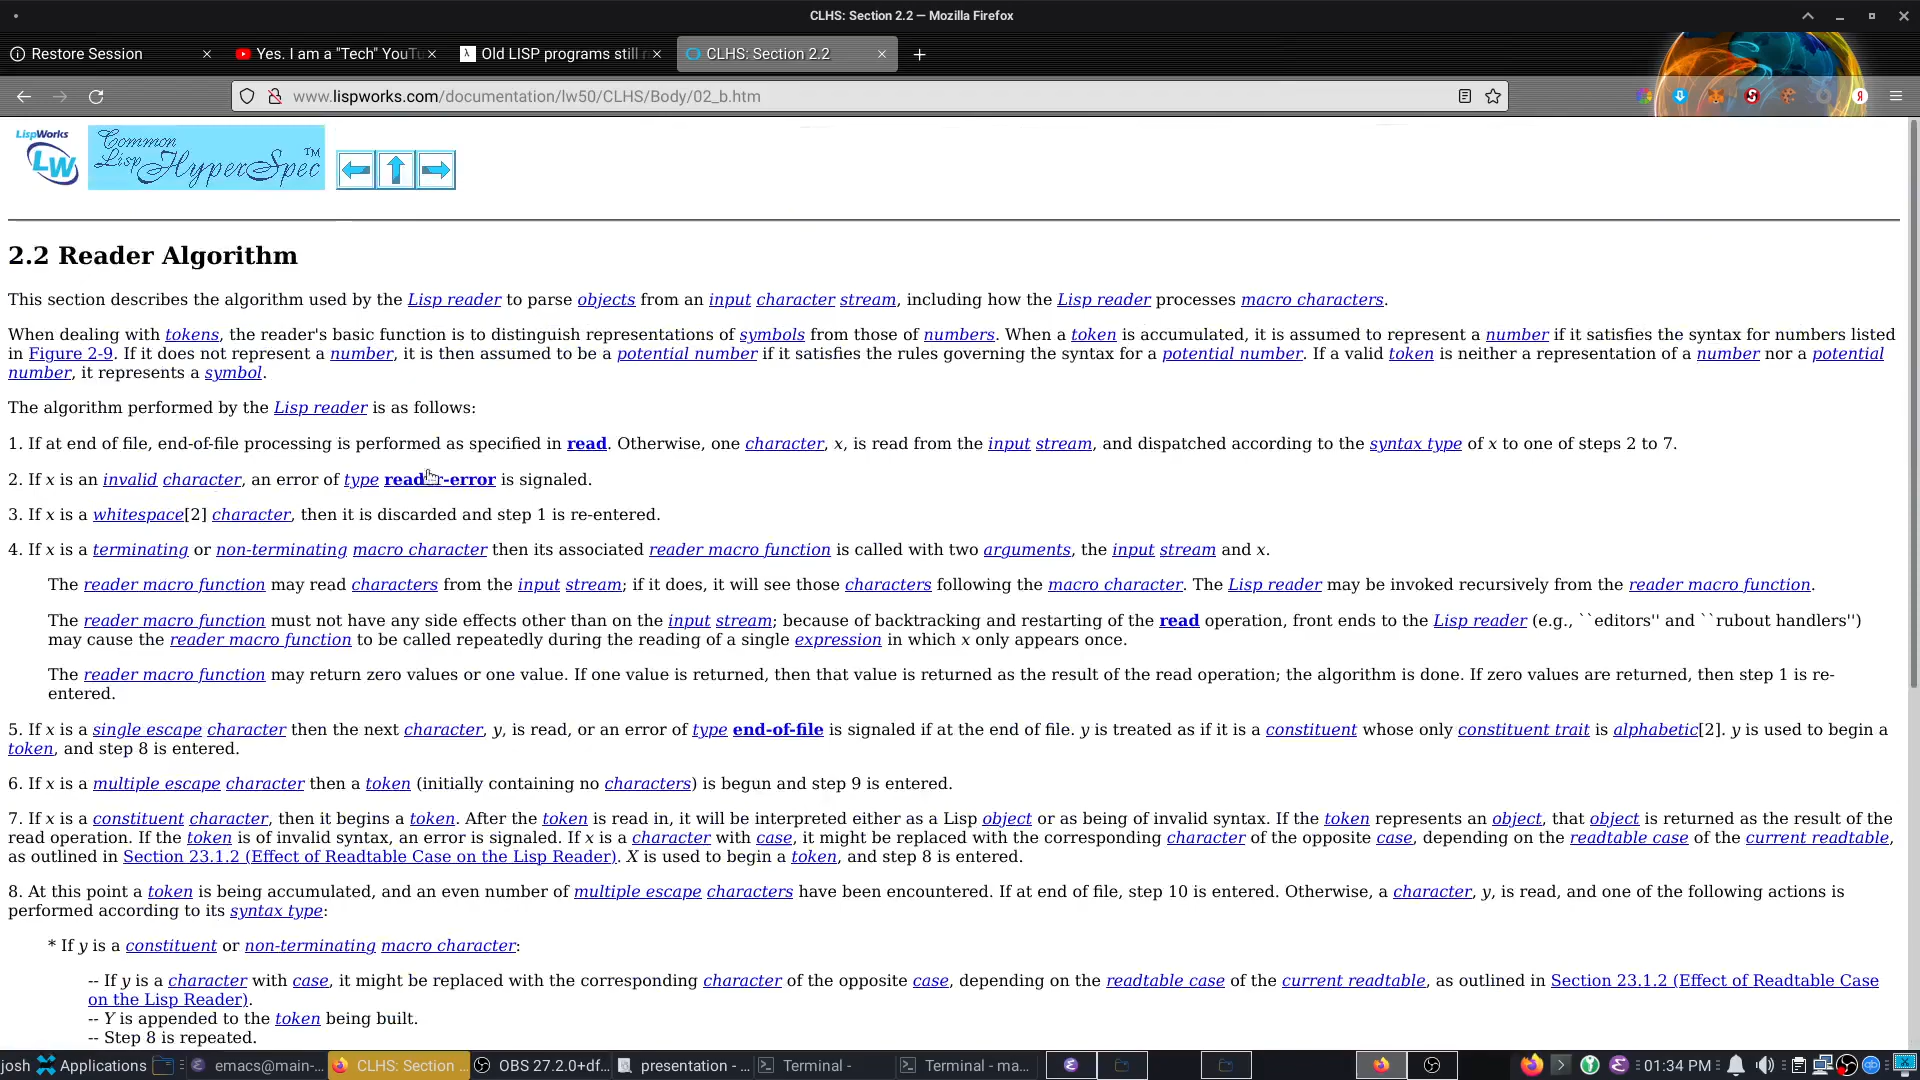 CLHS: Section 2.2 — Mozilla Firefox
Restore Session
Yes. I am a "Tech" YouTu
Old LISP programs still
CLHS: Section 2.2
www.lispworks.com/documentation/lw50/CLHS/Body/02_b.htm
LispWorks
LW
Common
Lisp HyperSpec ™
2.2 Reader Algorithm
This section describes the algorithm used by the Lisp reader to parse objects from an input character stream, including how the Lisp reader processes macro characters.
When dealing with tokens, the reader's basic function is to distinguish representations of symbols from those of numbers. When a token is accumulated, it is assumed to represent a number if it satisfies the syntax for numbers listed
in Figure 2-9. If it does not represent a number, it is then assumed to be a potential number if it satisfies the rules governing the syntax for a potential number. If a valid token is neither a representation of a number nor a potential
number, it represents a symbol.
The algorithm performed by the Lisp reader is as follows:
1. If at end of file, end-of-file processing is performed as specified in read. Otherwise, one character, x, is read from the input stream, and dispatched according to the syntax type of x to one of steps 2 to 7.
2. If x is an invalid character, an error of type reader-error is signaled.
3. If x is a whitespace[2] character, then it is discarded and step 1 is re-entered.
4. If x is a terminating or non-terminating macro character then its associated reader macro function is called with two arguments, the input stream and x.
The reader macro function may read characters from the input stream; if it does, it will see those characters following the macro character. The Lisp reader may be invoked recursively from the reader macro function.
The reader macro function must not have any side effects other than on the input stream; because of backtracking and restarting of the read operation, front ends to the Lisp reader (e.g., ``editors'' and ``rubout handlers'')
may cause the reader macro function to be called repeatedly during the reading of a single expression in which x only appears once.
The reader macro function may return zero values or one value. If one value is returned, then that value is returned as the result of the read operation; the algorithm is done. If zero values are returned, then step 1 is re-
entered.
5. If x is a single escape character then the next character, y, is read, or an error of type end-of-file is signaled if at the end of file. y is treated as if it is a constituent whose only constituent trait is alphabetic[2]. y is used to begin a
token, and step 8 is entered.
6. If x is a multiple escape character then a token (initially containing no characters) is begun and step 9 is entered.
7. If x is a constituent character, then it begins a token. After the token is read in, it will be interpreted either as a Lisp object or as being of invalid syntax. If the token represents an object, that object is returned as the result of the
read operation. If the token is of invalid syntax, an error is signaled. If x is a character with case, it might be replaced with the corresponding character of the opposite case, depending on the readtable case of the current readtable,
as outlined in Section 23.1.2 (Effect of Readtable Case on the Lisp Reader). X is used to begin a token, and step 8 is entered.
8. At this point a token is being accumulated, and an even number of multiple escape characters have been encountered. If at end of file, step 10 is entered. Otherwise, a character, y, is read, and one of the following actions is
performed according to its syntax type:
* If y is a constituent or non-terminating macro character:
-- If y is a character with case, it might be replaced with the corresponding character of the opposite case, depending on the readtable case of the current readtable, as outlined in Section 23.1.2 (Effect of Readtable Case
on the Lisp Reader).
-- Y is appended to the token being built.
-- Step 8 is repeated.
josh Applications emacs@main-... CLHS: Section ... OBS 27.2.0+df... presentation - ... Terminal - Terminal - ma... 01:34 PM